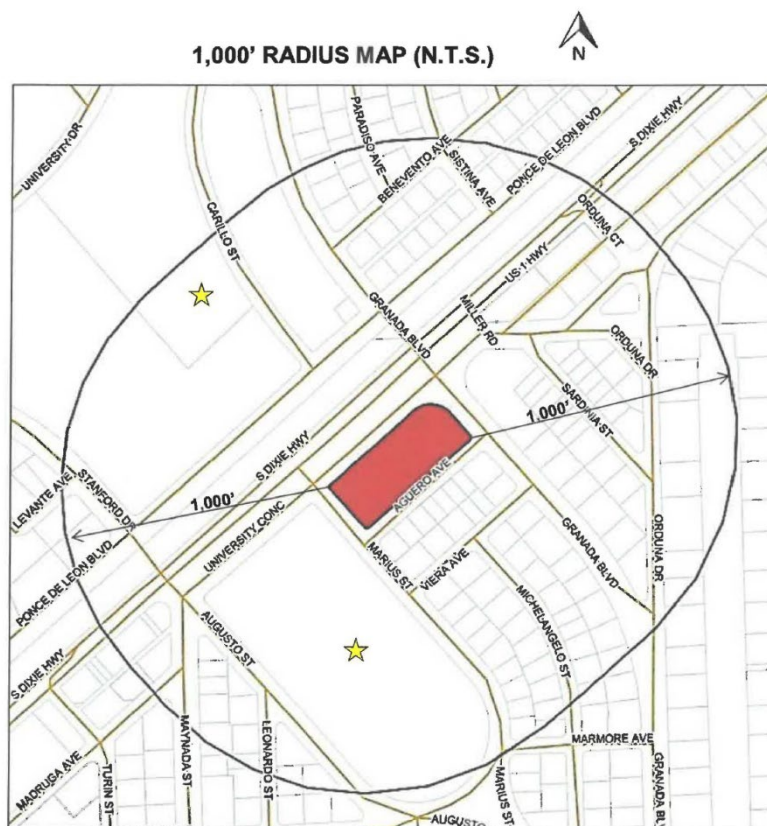 1,000' RADIUS MAP (N.T.S.)
N
UNIVERSITY DR
CARILLO ST
PARADISO AVE
BENEVENTO AVE
SISTINA AVE
PONCE DE LEON BLVD
S DIXIE HWY
ORDUNA CT
US 1 HWY
GRANADA BLVD
MILLER RD
ORDUNA DR
SARDINIA ST
1,000'
S DIXIE HWY
AGUERO AVE
LEVANTE AVE
STANFORD DR
1,000'
UNIVERSITY CONC
PONCE DE LEON BLVD
MARIUS ST
VIERA AVE
GRANADA BLVD
ORDUNA DR
MICHELANGELO ST
AUGUSTO ST
S DIXIE HWY
MAYNADA ST
LEONARDO ST
MADRUGA AVE
TURIN ST
MARMORE AVE
MARIUS ST
GRANADA BL
AUGUSTO